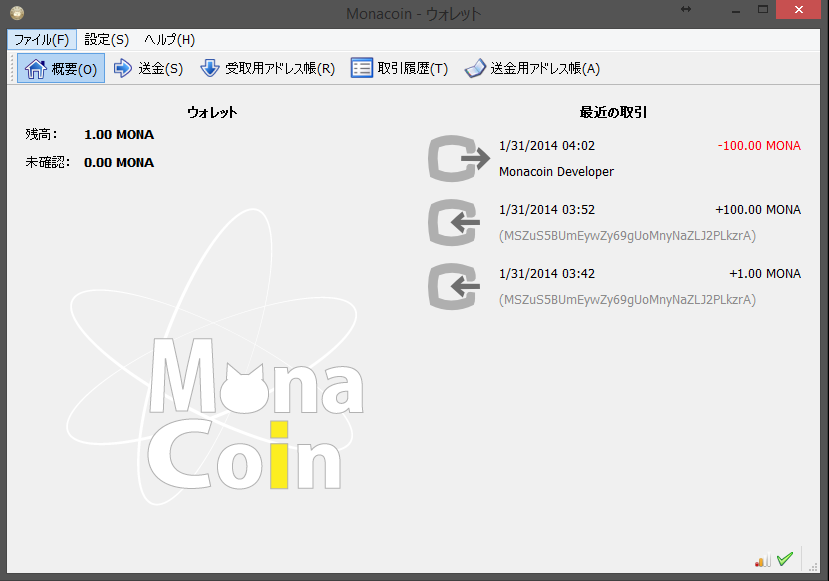 Monacoin - ウォレット
ファイル(F) 設定(S) ヘルプ(H)
概要(O) 送金(S) 受取用アドレス帳(R) 取引履歴(T) 送金用アドレス帳(A)
ウォレット
残高: 1.00 MONA
未確認: 0.00 MONA
最近の取引
1/31/2014 04:02 -100.00 MONA
Monacoin Developer
1/31/2014 03:52 +100.00 MONA
(MSZuS5BUmEywZy69gUoMnyNaZLJ2PLkzrA)
1/31/2014 03:42 +1.00 MONA
(MSZuS5BUmEywZy69gUoMnyNaZLJ2PLkzrA)
Mona
Coin